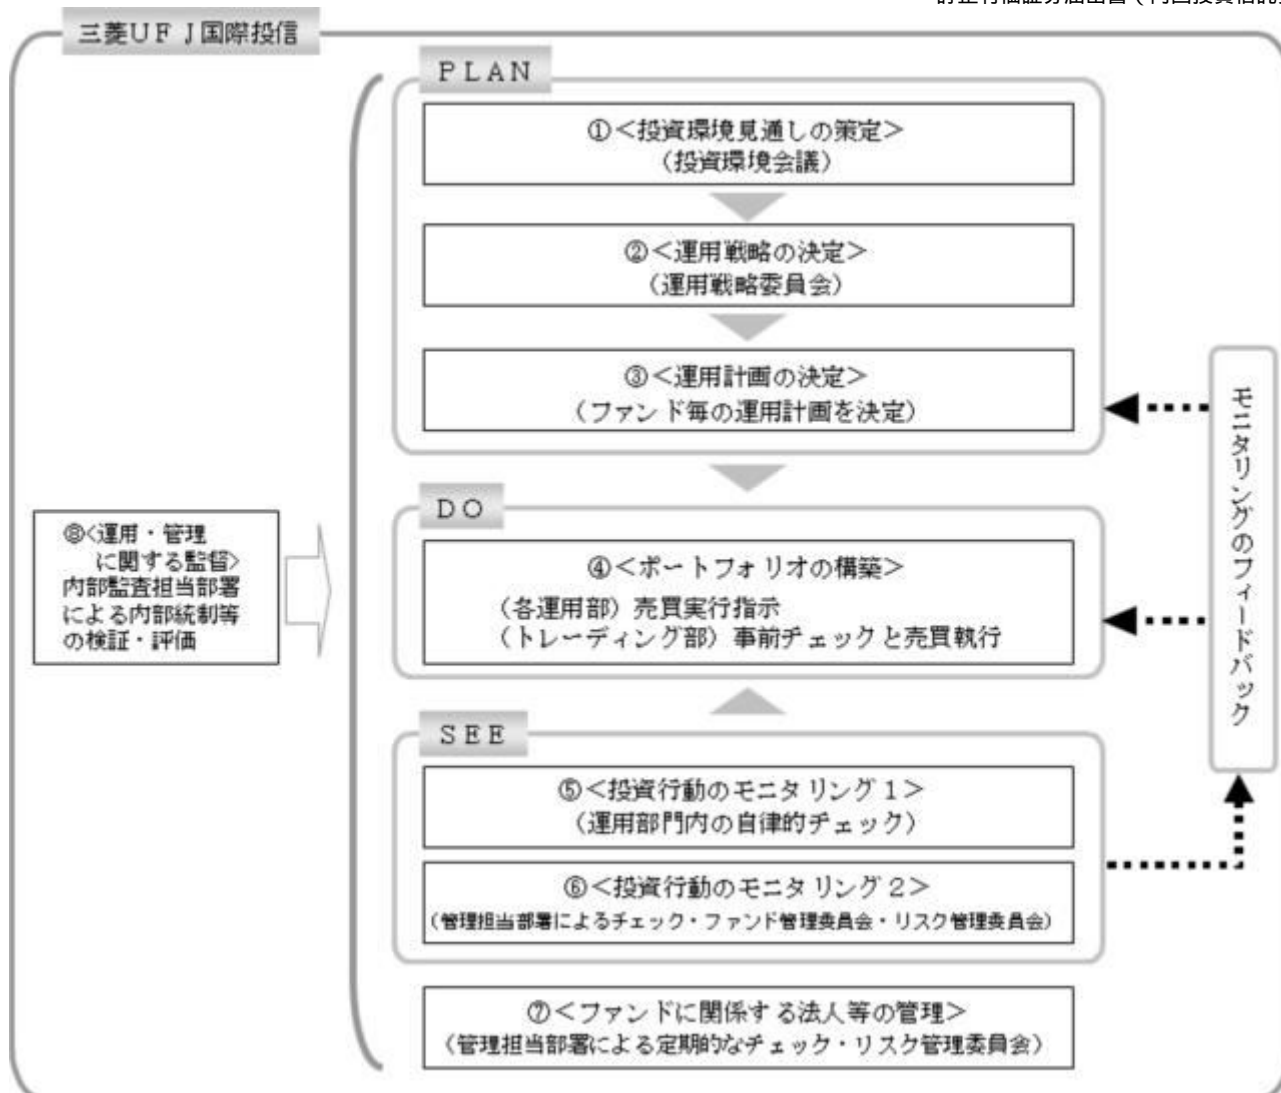 三菱UFJ国際投信
PLAN
①＜投資環境見通しの策定＞
（投資環境会議）
②＜運用戦略の決定＞
（運用戦略委員会）
③＜運用計画の決定＞
（ファンド毎の運用計画を決定）
DO
④＜ポートフォリオの構築＞
（各運用部）売買実行指示
（トレーディング部）事前チェックと売買執行
SEE
⑤＜投資行動のモニタリング１＞
（運用部門内の自律的チェック）
⑥＜投資行動のモニタリング２＞
（管理担当部署によるチェック・ファンド管理委員会・リスク管理委員会）
⑦＜ファンドに関係する法人等の管理＞
（管理担当部署による定期的なチェック・リスク管理委員会）
⑧＜運用・管理
に関する監督＞
内部監査担当部署
による内部統制等
の検証・評価
モニタリングのフィードバック